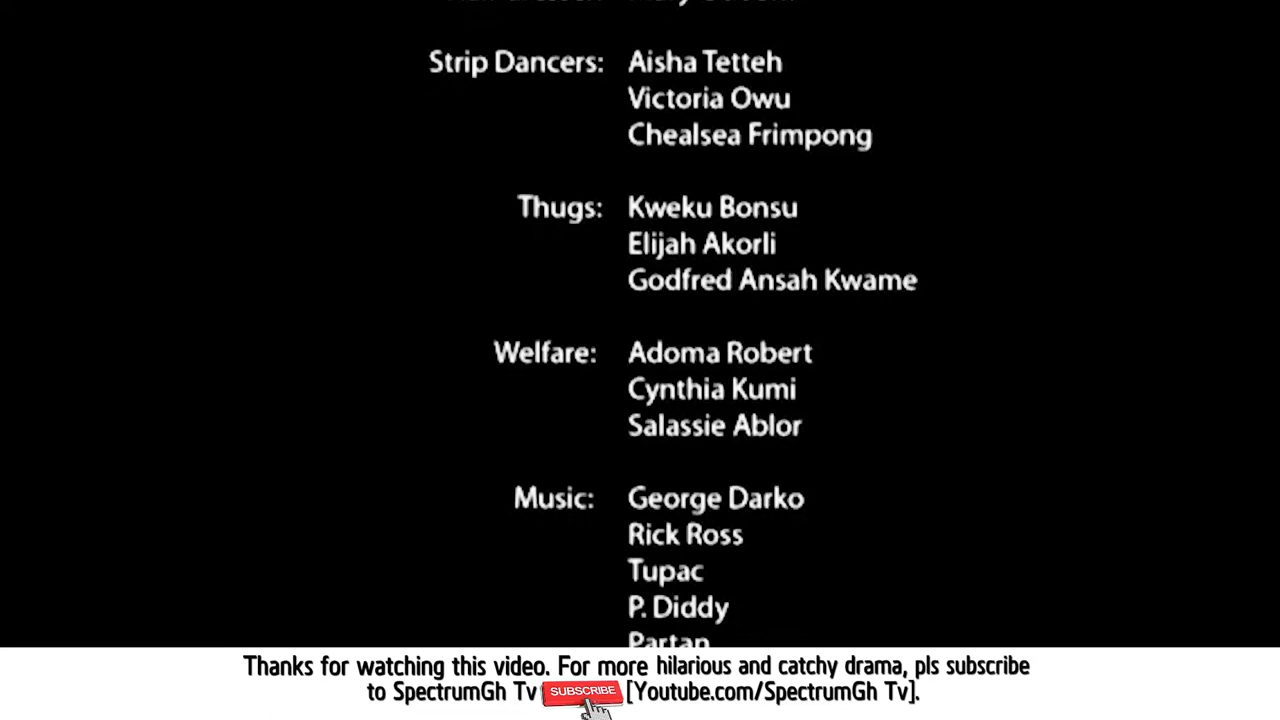 Strip Dancers: Aisha Tetteh
Victoria Owu
Chealsea Frimpong
Thugs: Kweku Bonsu
Elijah Akorli
Godfred Ansah Kwame
Welfare: Adoma Robert
Cynthia Kumi
Salassie Ablor
Music: George Darko
Rick Ross
Tupac
P. Diddy
Partan
Thanks for watching this video. For more hilarious and catchy drama, pls subscribe
to SpectrumGh Tv SUBSCRIBE [Youtube.com/SpectrumGh Tv].